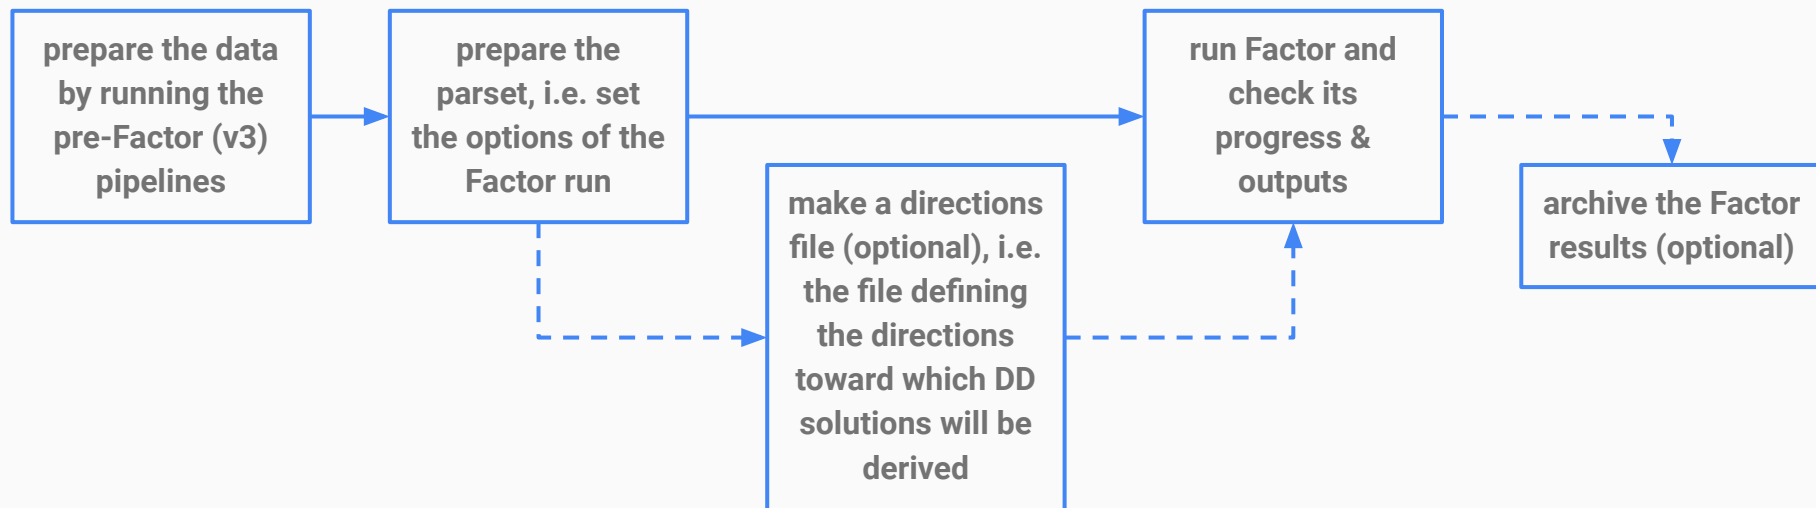 prepare the data
by running the
pre-Factor (v3)
pipelines
prepare the
parset, i.e. set
the options of the
Factor run
make a directions
file (optional), i.e.
the file defining
the directions
toward which DD
solutions will be
derived
run Factor and
check its
progress &
outputs
archive the Factor
results (optional)